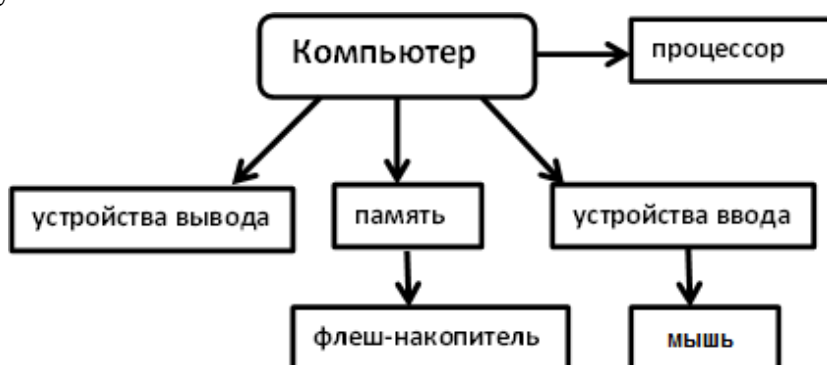 Компьютер
процессор
устройства вывода
память
устройства ввода
флеш-накопитель
мышь